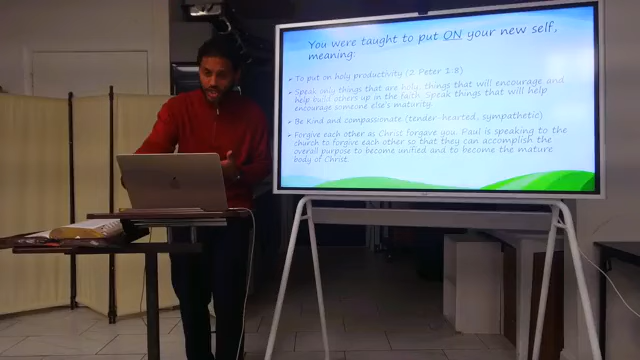 You were taught to put ON your new self,
meaning:
To put on holy productivity (2 Peter 1:8)
Speak only things that are holy, things that will encourage and
help build others up in the faith. Speak things that will help
encourage someone else's maturity.
Be Kind and compassionate (tender hearted, sympathetic)
Forgive each other as Christ forgave you. Paul is speaking to the
church to forgive each other so that they can accomplish the
overall purpose to become unified and to become the mature
body of Christ